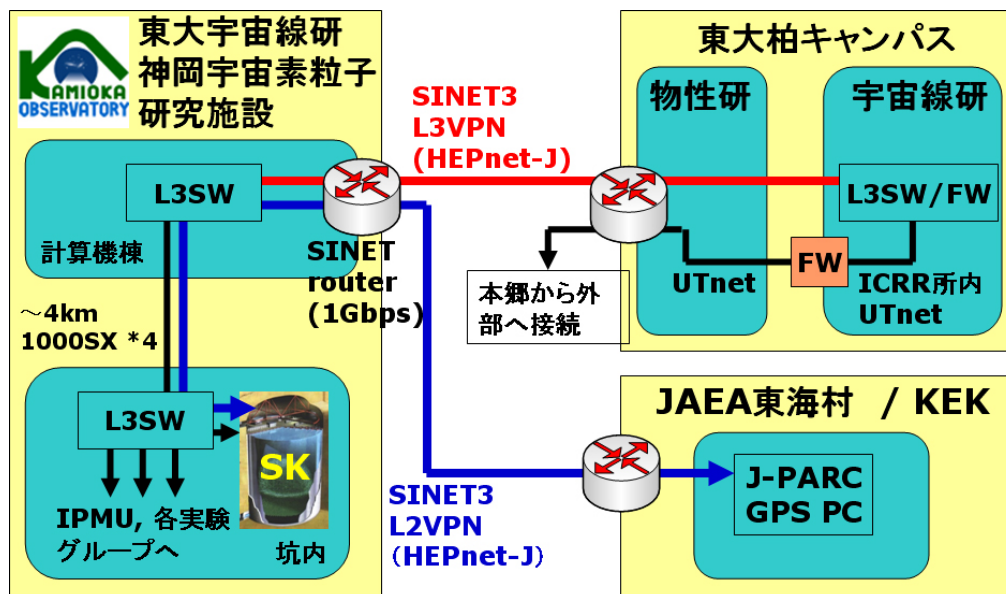 KAMIOKA
OBSERVATORY
東大宇宙線研
神岡宇宙素粒子
研究施設
L3SW
計算機棟
SINET
router
(1Gbps)
～4km
1000SX *4
L3SW
SK
IPMU, 各実験
グループへ
坑内
SINET3
L3VPN
(HEPnet-J)
東大柏キャンパス
物性研
宇宙線研
L3SW/FW
FW
UTnet
ICRR所内
UTnet
本郷から外
部へ接続
SINET3
L2VPN
(HEPnet-J)
JAEA東海村 / KEK
J-PARC
GPS PC